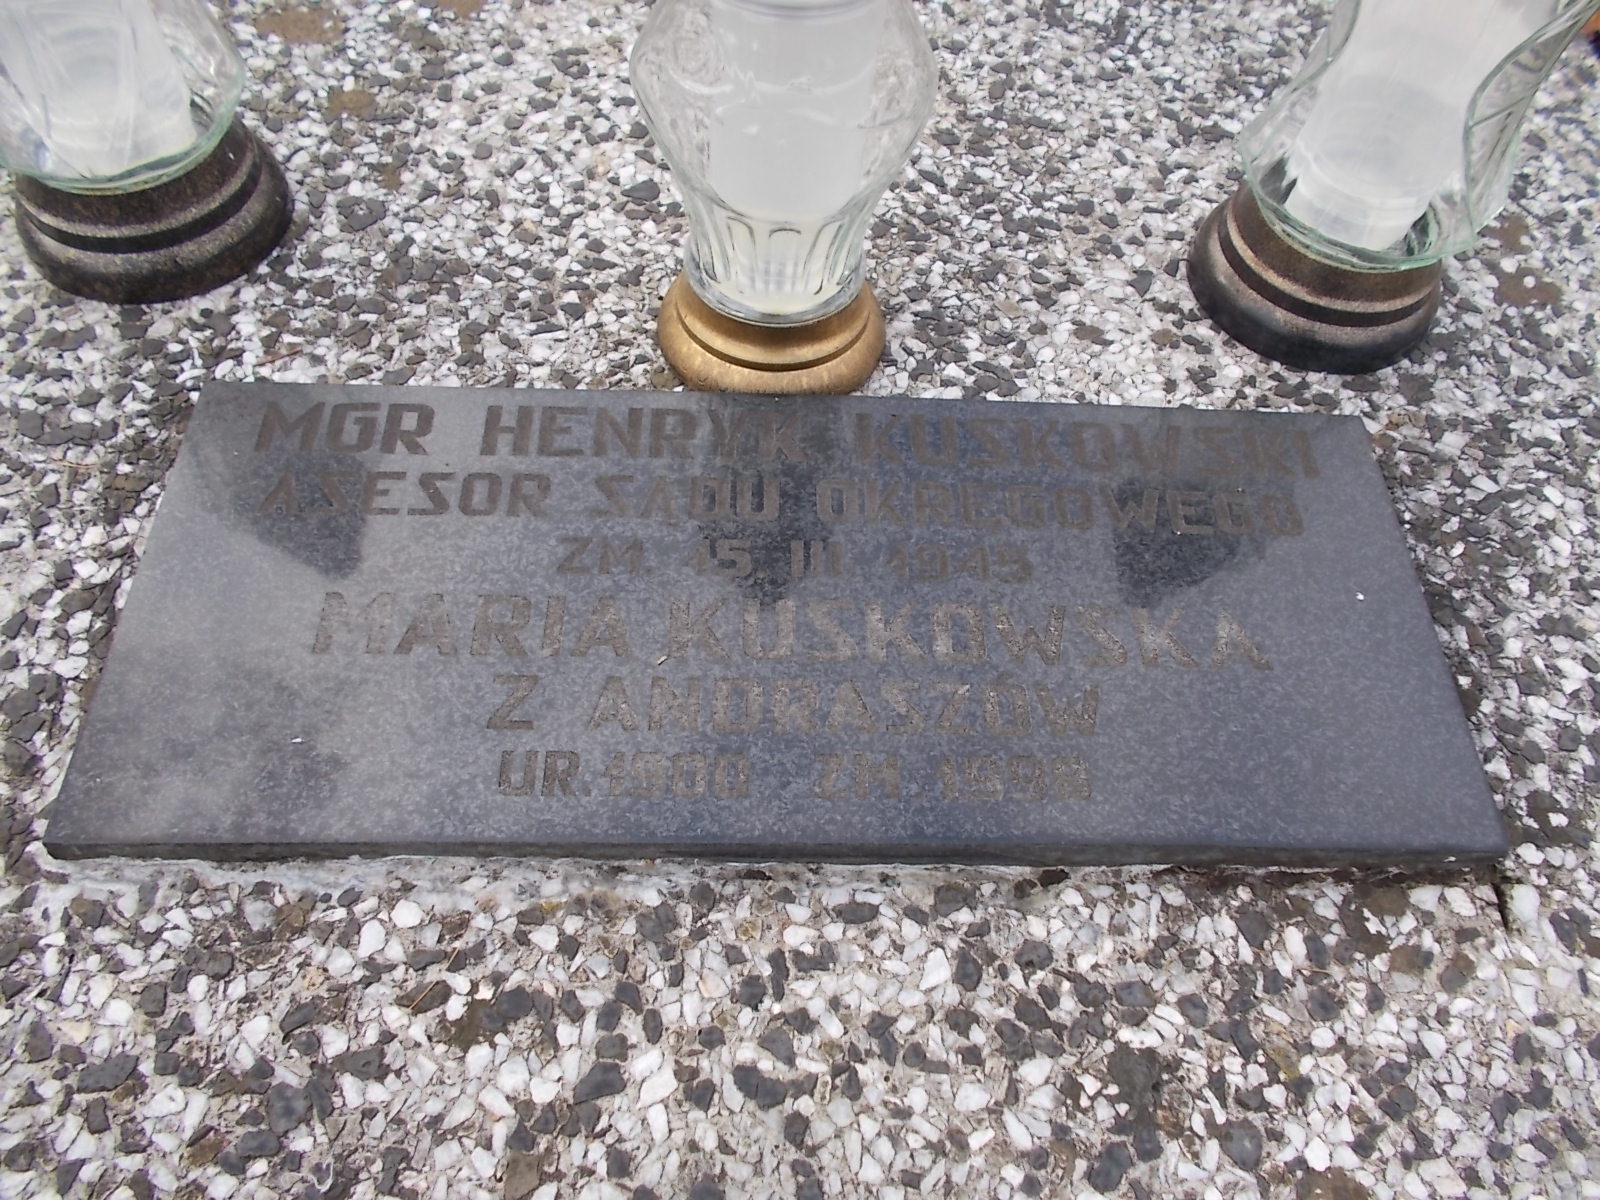 MGR HENRYK KUSKOWSKI
ASESOR SĄDU OKRĘGOWEGO
ZM. 15 III 1945
MARIA KUSKOWSKA
Z ANDRASZÓW
UR. 1900 ZM. 1998